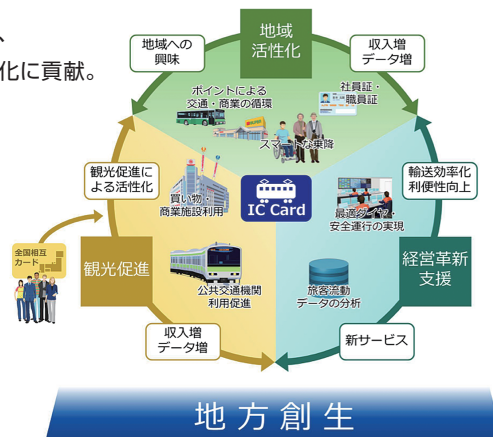 、
化に貢献。
地域
活性化
地域への
興味
収入増
データ増
ポイントによる
交通・商業の循環
社員証・
職員証
スマートな乗降
観光促進に
よる活性化
買い物・
商業施設利用
IC Card
最適ダイヤ・
安全運行の実現
輸送効率化
利便性向上
全国相互
カード
観光促進
公共交通機関
利用促進
旅客流動
データの分析
経営革新
支援
収入増
データ増
新サービス
地方創生